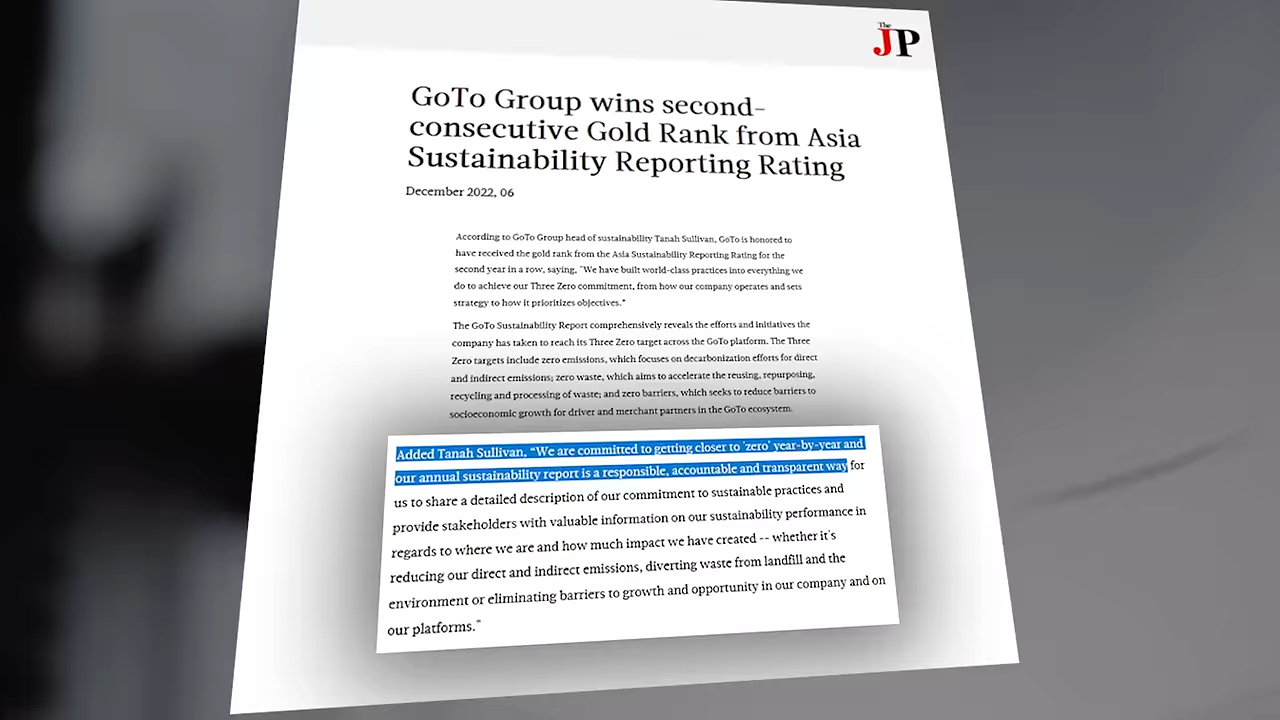 The
JP
GoTo Group wins second-
consecutive Gold Rank from Asia
Sustainability Reporting Rating
December 2022, 06
According to GoTo Group head of sustainability Tanah Sullivan, GoTo is honored to
have received the gold rank from the Asia Sustainability Reporting Rating for the
second year in a row, saying, "We have built world-class practices into everything we
do to achieve our Three Zero commitment, from how our company operates and sets
strategy to how it prioritizes objectives."
The GoTo Sustainability Report comprehensively reveals the efforts and initiatives the
company has taken to reach its Three Zero target across the GoTo platform. The Three
Zero targets include zero emissions, which focuses on decarbonization efforts for direct
and indirect emissions; zero waste, which aims to accelerate the reusing, repurposing,
recycling and processing of waste; and zero barriers, which seeks to reduce barriers to
socioeconomic growth for driver and merchant partners in the GoTo ecosystem.
Added Tanah Sullivan, "We are committed to getting closer to 'zero' year-by-year and
our annual sustainability report is a responsible, accountable and transparent way for
us to share a detailed description of our commitment to sustainable practices and
provide stakeholders with valuable information on our sustainability performance in
regards to where we are and how much impact we have created -- whether it's
reducing our direct and indirect emissions, diverting waste from landfill and the
environment or eliminating barriers to growth and opportunity in our company and on
our platforms."